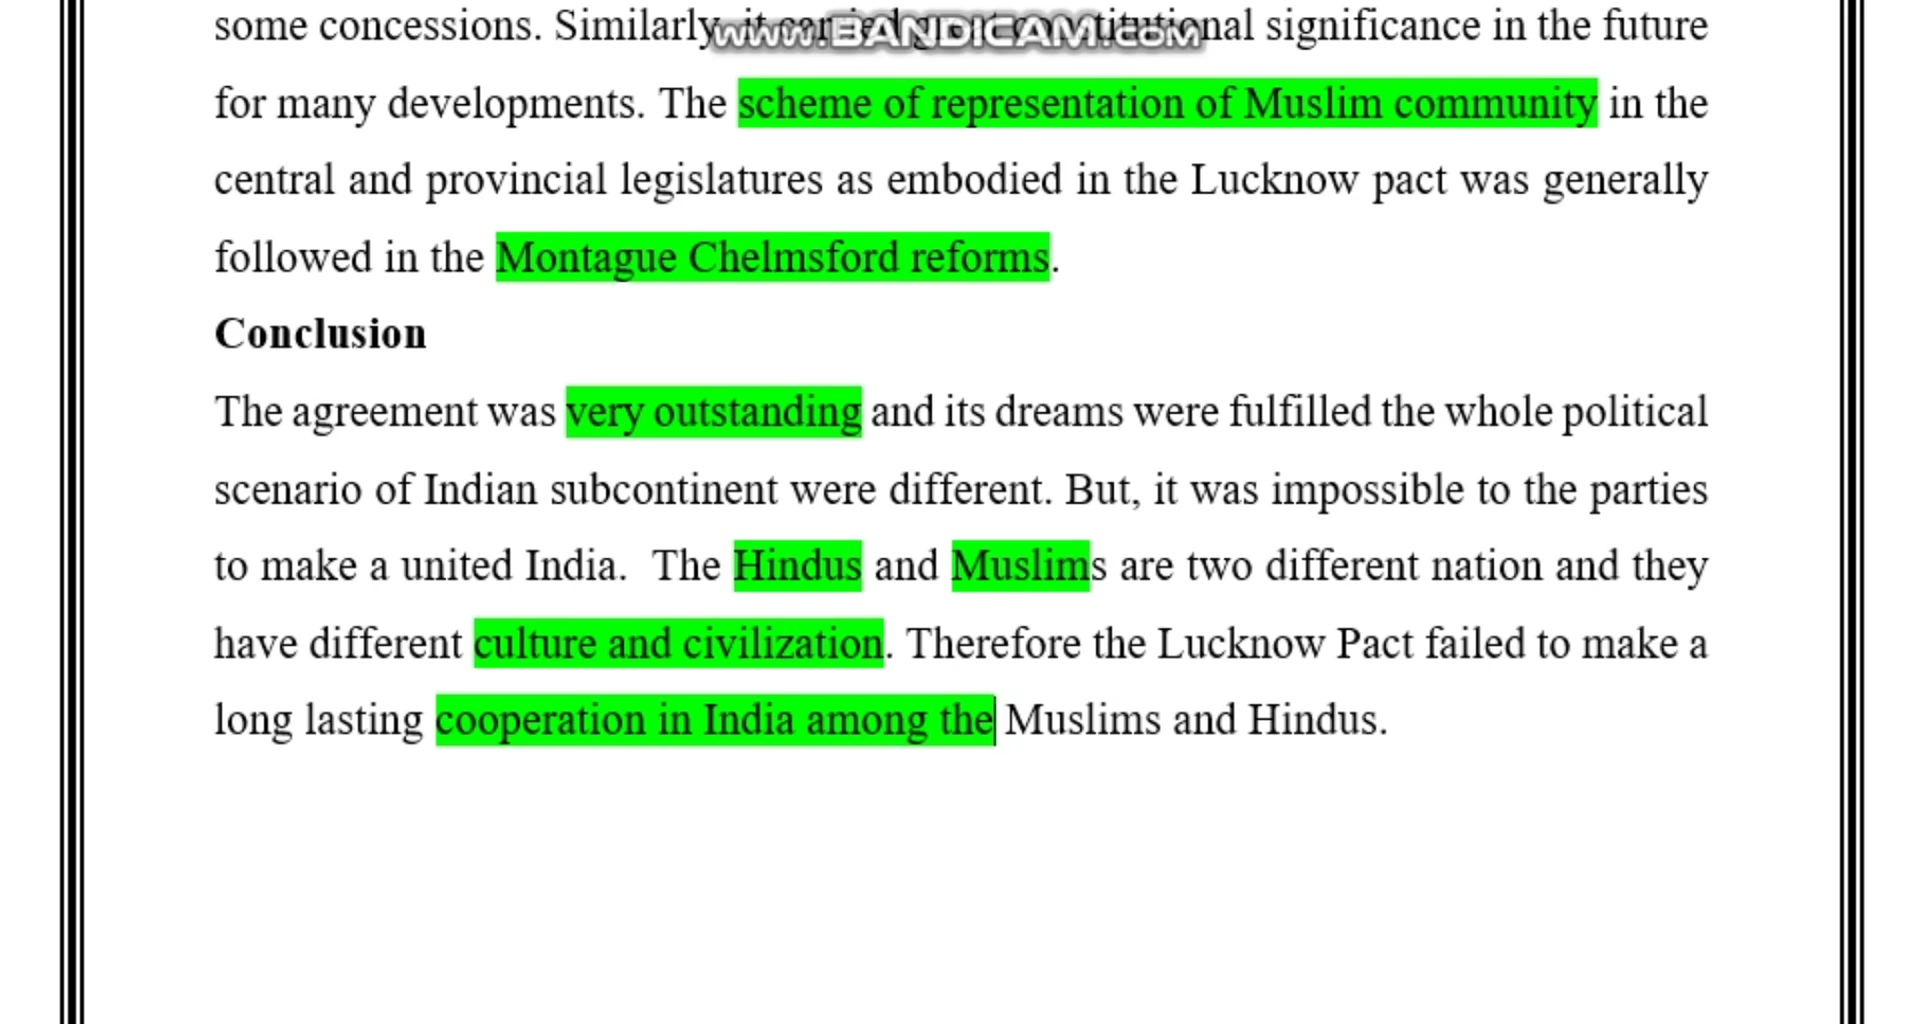 some concessions. Similarly, it carried great constitutional significance in the future
www.BANDICAM.com
for many developments. The scheme of representation of Muslim community in the
central and provincial legislatures as embodied in the Lucknow pact was generally
followed in the Montague Chelmsford reforms.
Conclusion
The agreement was very outstanding and its dreams were fulfilled the whole political
scenario of Indian subcontinent were different. But, it was impossible to the parties
to make a united India.  The Hindus and Muslims are two different nation and they
have different culture and civilization. Therefore the Lucknow Pact failed to make a
long lasting cooperation in India among the Muslims and Hindus.